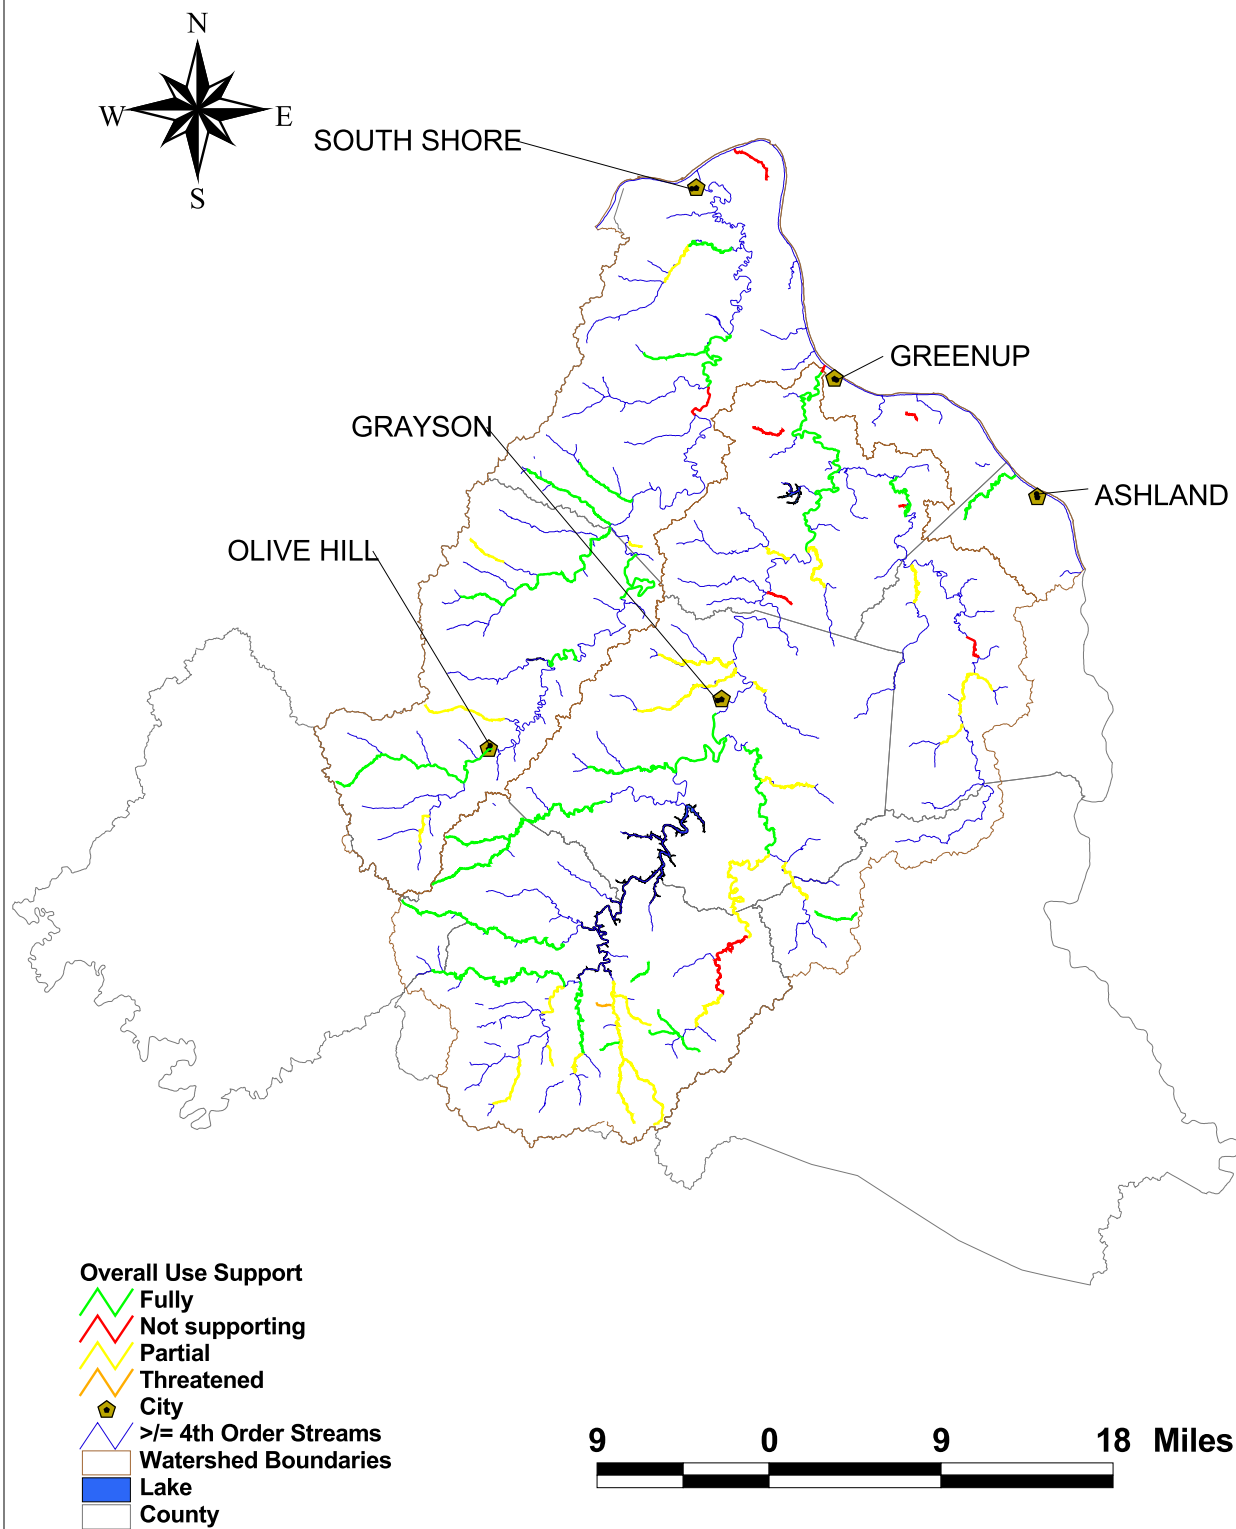 N
W E
S
SOUTH SHORE
GREENUP
GRAYSON
ASHLAND
OLIVE HILL
Overall Use Support
Fully
Not supporting
Partial
Threatened
City
>/= 4th Order Streams
Watershed Boundaries
Lake
County
9 0 9 18 Miles